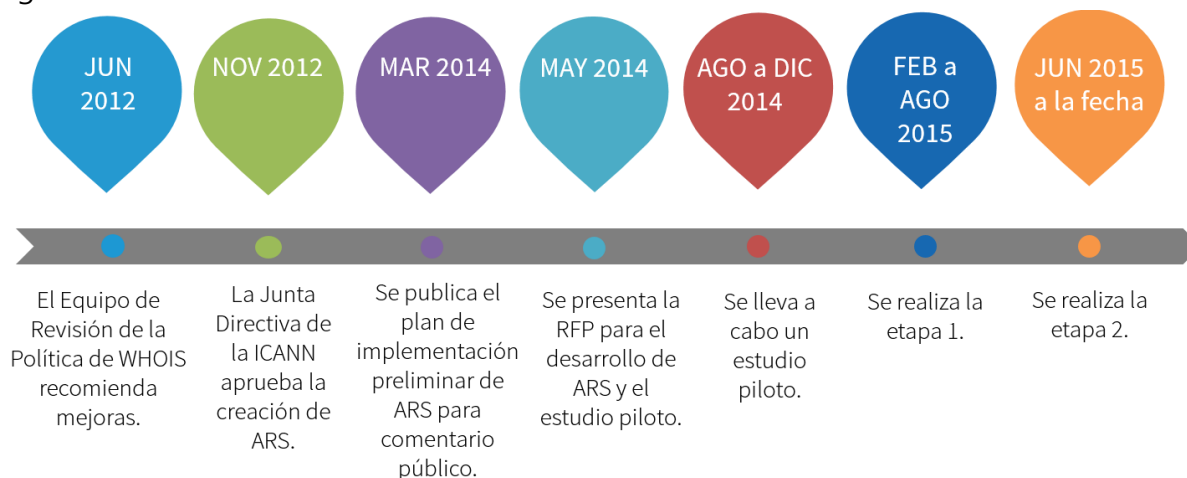 JUN
2012
NOV 2012
MAR 2014
MAY 2014
AGO a DIC
2014
FEB a
AGO
2015
JUN 2015
a la fecha
El Equipo de
Revisión de la
Política de WHOIS
recomienda
mejoras.
La Junta
Directiva de
la ICANN
aprueba la
creación de
ARS.
Se publica el
plan de
implementación
preliminar de
ARS para
comentario
público.
Se presenta la
RFP para el
desarrollo de
ARS y el
estudio piloto.
Se lleva a
cabo un
estudio
piloto.
Se realiza la
etapa 1.
Se realiza la
etapa 2.